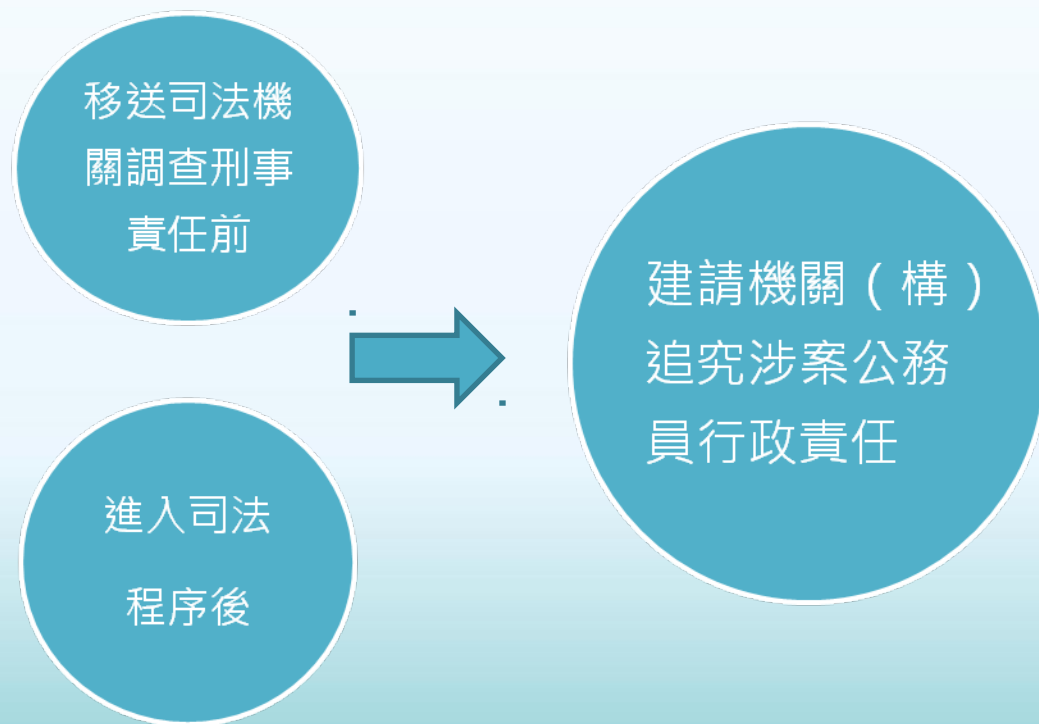 移送司法機
關調查刑事
責任前
進入司法
程序後
建請機關（構）
追究涉案公務
員行政責任